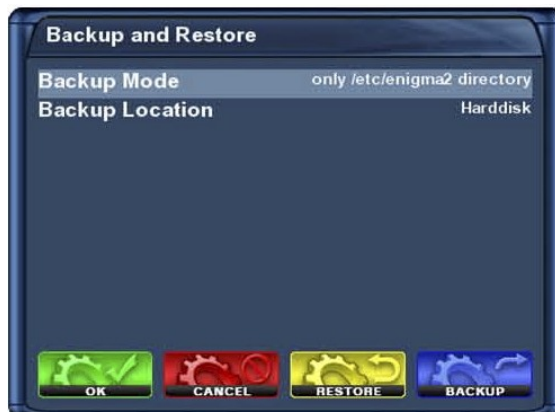 Backup and Restore
Backup Mode only /etc/enigma2 directory
Backup Location Harddisk
OK CANCEL RESTORE BACKUP